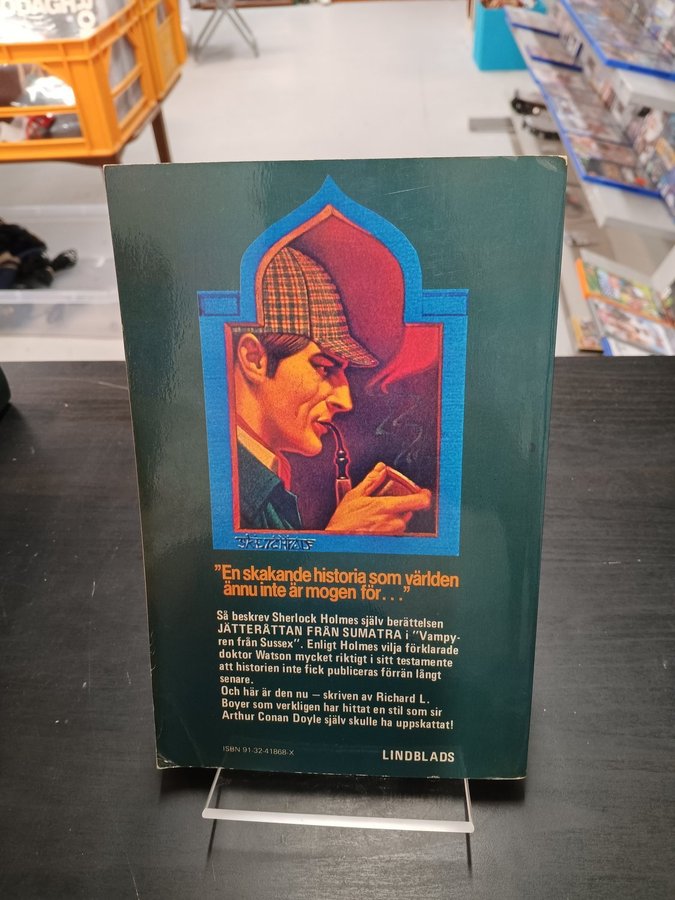 "En skakande historia som världen
ännu inte är mogen för..."
Så beskrev Sherlock Holmes själv berättelsen
JÄTTERÅTTAN FRÅN SUMATRA i "Vampy-
ren från Sussex". Enligt Holmes vilja förklarade
doktor Watson mycket riktigt i sitt testamente
att historien inte fick publiceras förrän långt
senare.
Och här är den nu – skriven av Richard L.
Boyer som verkligen har hittat en stil som sir
Arthur Conan Doyle själv skulle ha uppskattat!
ISBN 91-32-41868-X
LINDBLADS